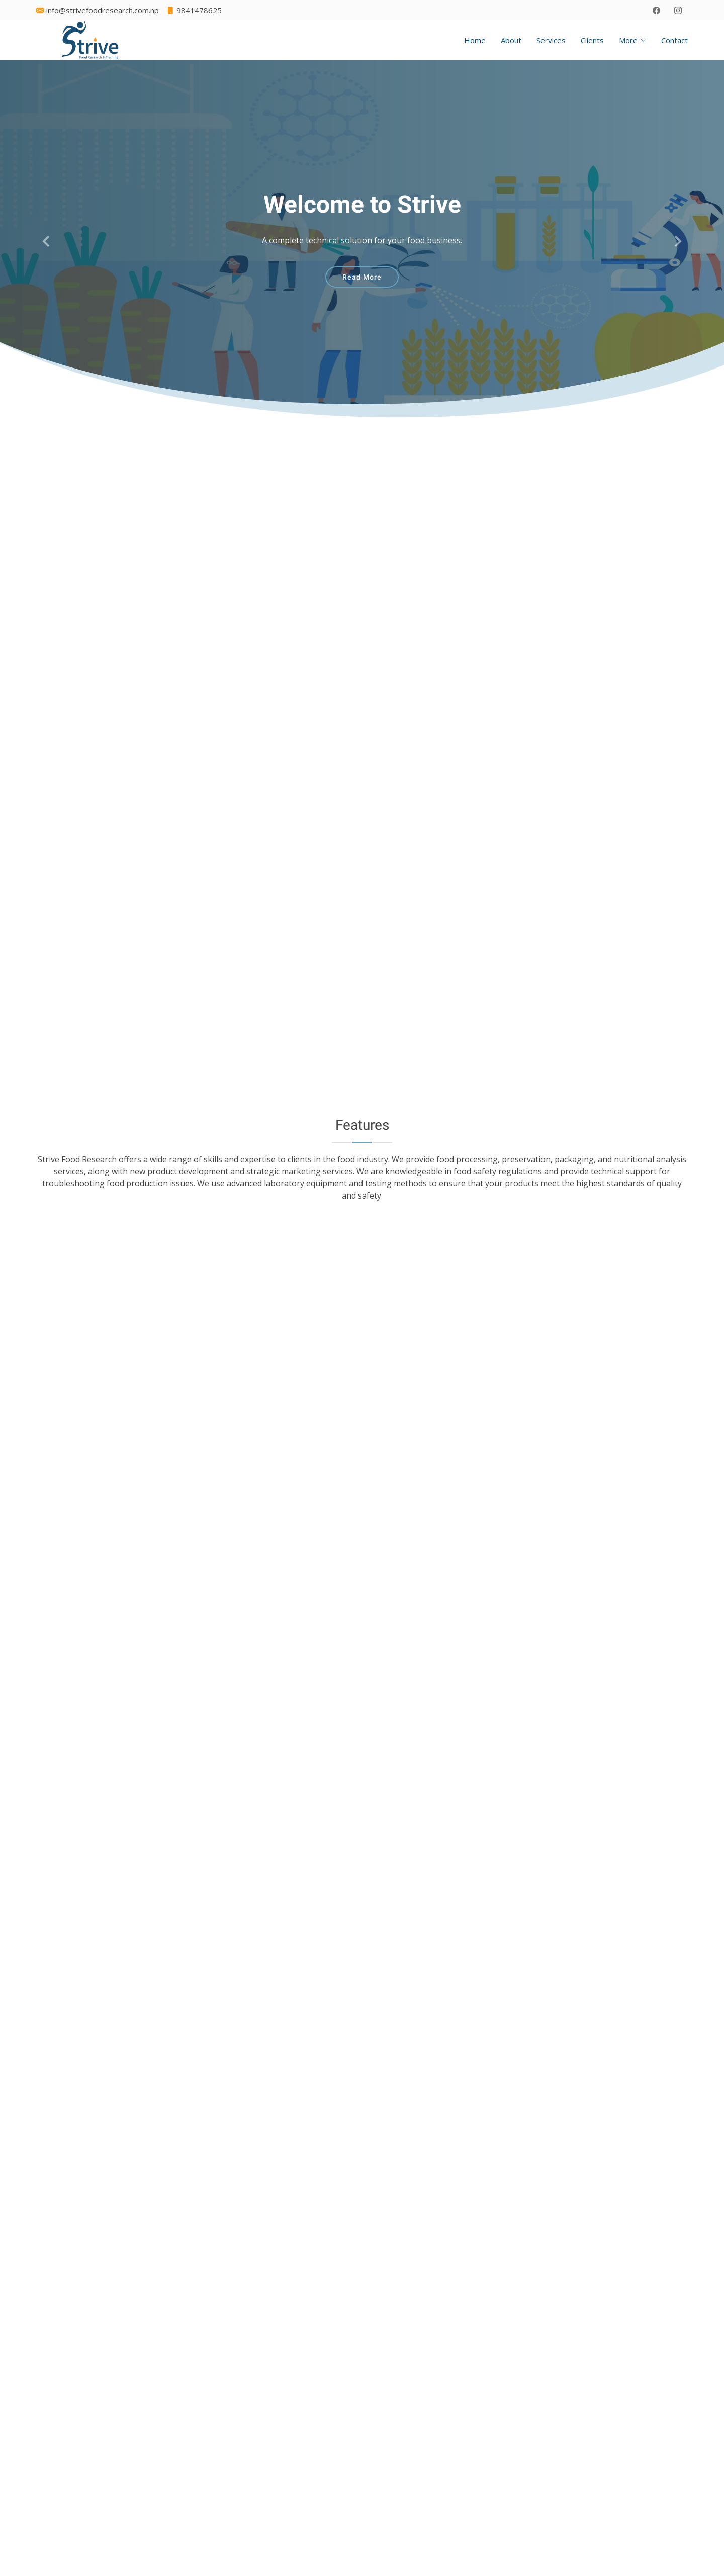 info@strivefoodresearch.com.np 9841478625
Strive
Food Research & Training
Home About Services Clients More Contact
Welcome to Strive
A complete technical solution for your food business.
Read More
Features
Strive Food Research offers a wide range of skills and expertise to clients in the food industry. We provide food processing, preservation, packaging, and nutritional analysis
services, along with new product development and strategic marketing services. We are knowledgeable in food safety regulations and provide technical support for
troubleshooting food production issues. We use advanced laboratory equipment and testing methods to ensure that your products meet the highest standards of quality
and safety.